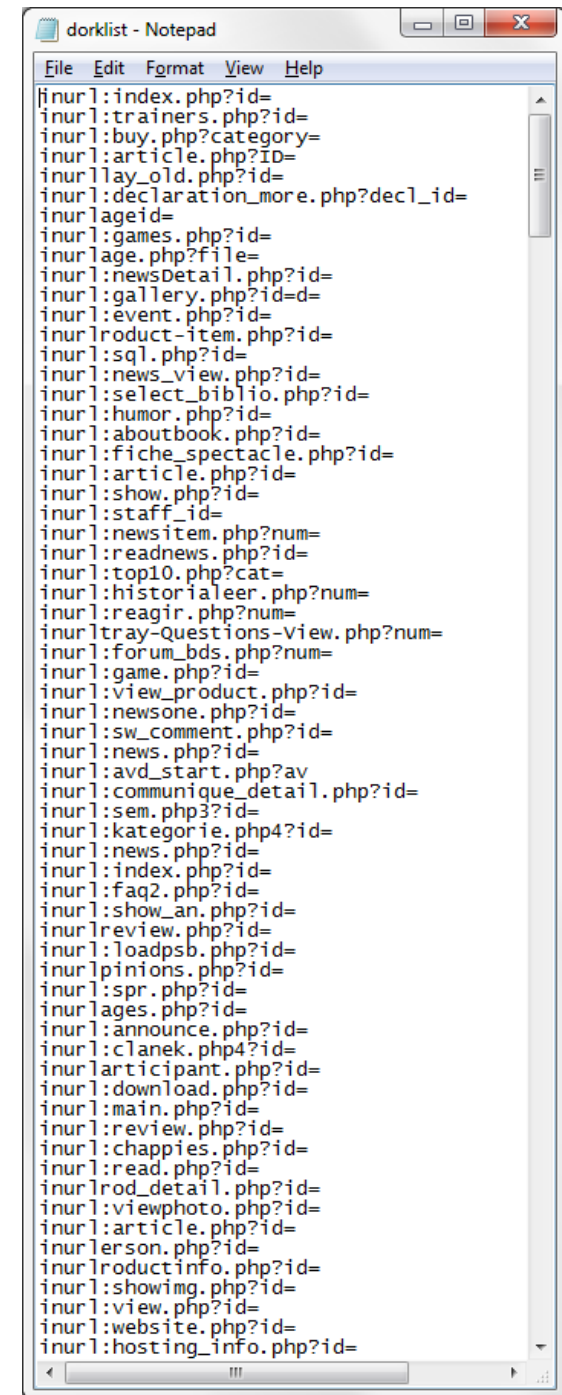 dorklist - Notepad
File Edit Format View Help
inurl:index.php?id=
inurl:trainers.php?id=
inurl:buy.php?category=
inurl:article.php?ID=
inurllay_old.php?id=
inurl:declaration_more.php?decl_id=
inurlageid=
inurl:games.php?id=
inurlage.php?file=
inurl:newsDetail.php?id=
inurl:gallery.php?id=d=
inurl:event.php?id=
inurlroduct-item.php?id=
inurl:sql.php?id=
inurl:news_view.php?id=
inurl:select_biblio.php?id=
inurl:humor.php?id=
inurl:aboutbook.php?id=
inurl:fiche_spectacle.php?id=
inurl:article.php?id=
inurl:show.php?id=
inurl:staff_id=
inurl:newsitem.php?num=
inurl:readnews.php?id=
inurl:top10.php?cat=
inurl:historialeer.php?num=
inurl:reagir.php?num=
inurltray-Questions-View.php?num=
inurl:forum_bds.php?num=
inurl:game.php?id=
inurl:view_product.php?id=
inurl:newsone.php?id=
inurl:sw_comment.php?id=
inurl:news.php?id=
inurl:avd_start.php?av
inurl:communique_detail.php?id=
inurl:sem.php3?id=
inurl:kategorie.php4?id=
inurl:news.php?id=
inurl:index.php?id=
inurl:faq2.php?id=
inurl:show_an.php?id=
inurlreview.php?id=
inurl:loadpsb.php?id=
inurlpinions.php?id=
inurl:spr.php?id=
inurlages.php?id=
inurl:announce.php?id=
inurl:clanek.php4?id=
inurlarticipant.php?id=
inurl:download.php?id=
inurl:main.php?id=
inurl:review.php?id=
inurl:chappies.php?id=
inurl:read.php?id=
inurlrod_detail.php?id=
inurl:viewphoto.php?id=
inurl:article.php?id=
inurlerson.php?id=
inurlroductinfo.php?id=
inurl:showimg.php?id=
inurl:view.php?id=
inurl:website.php?id=
inurl:hosting_info.php?id=